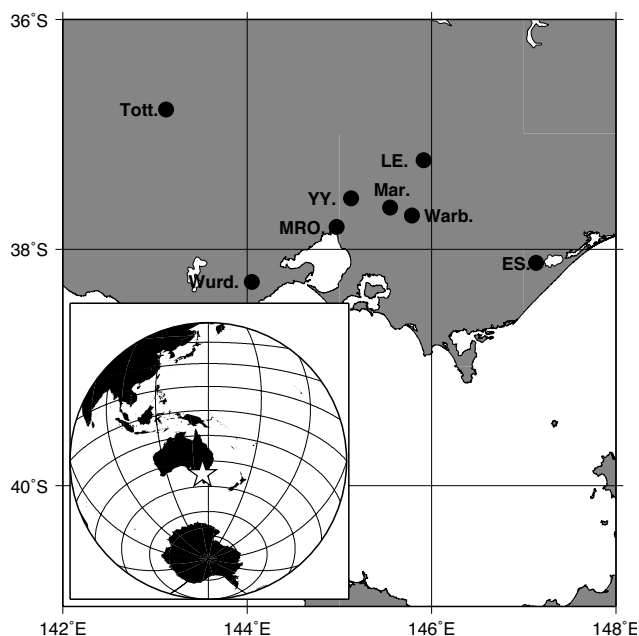 36˚S
Tott.
LE.
Mar.
YY.
Warb.
MRO.
38˚S
ES.
Wurd.
40˚S
142˚E
144˚E
146˚E
148˚E